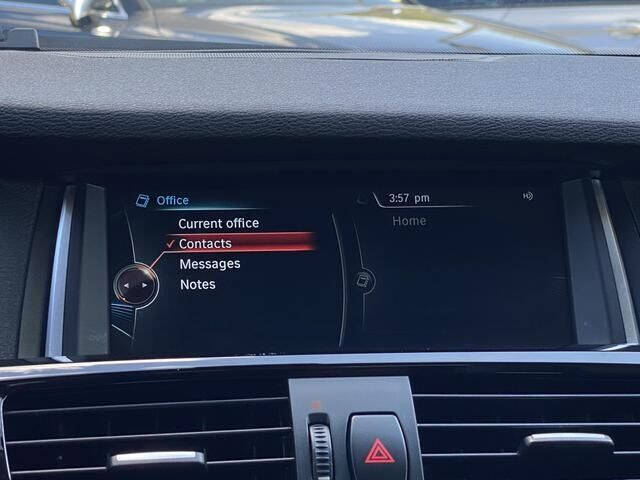 Office
Current office
Contacts
Messages
Notes
3:57 pm
Home